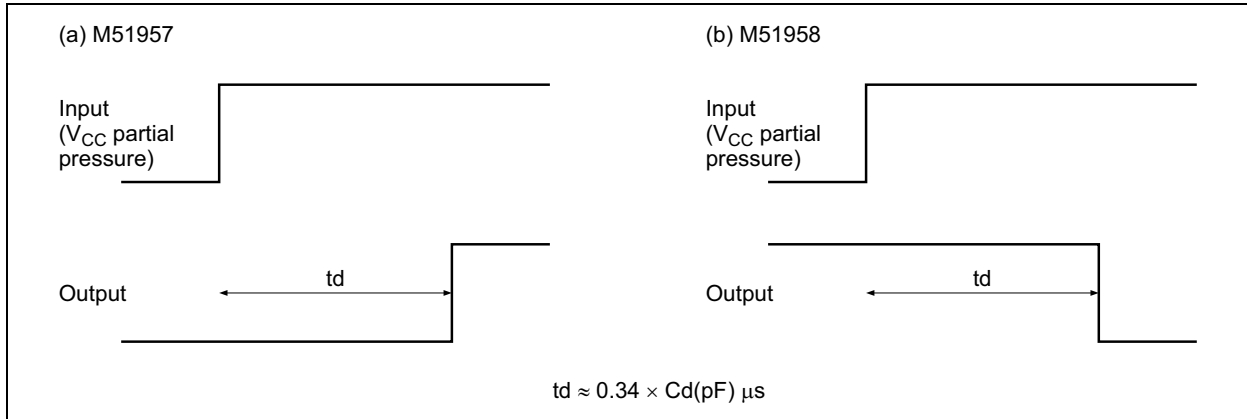 (a) M51957
Input
(VCC partial
pressure)
Output
td
(b) M51958
Input
(VCC partial
pressure)
Output
td
td ≈ 0.34 × Cd(pF) μs